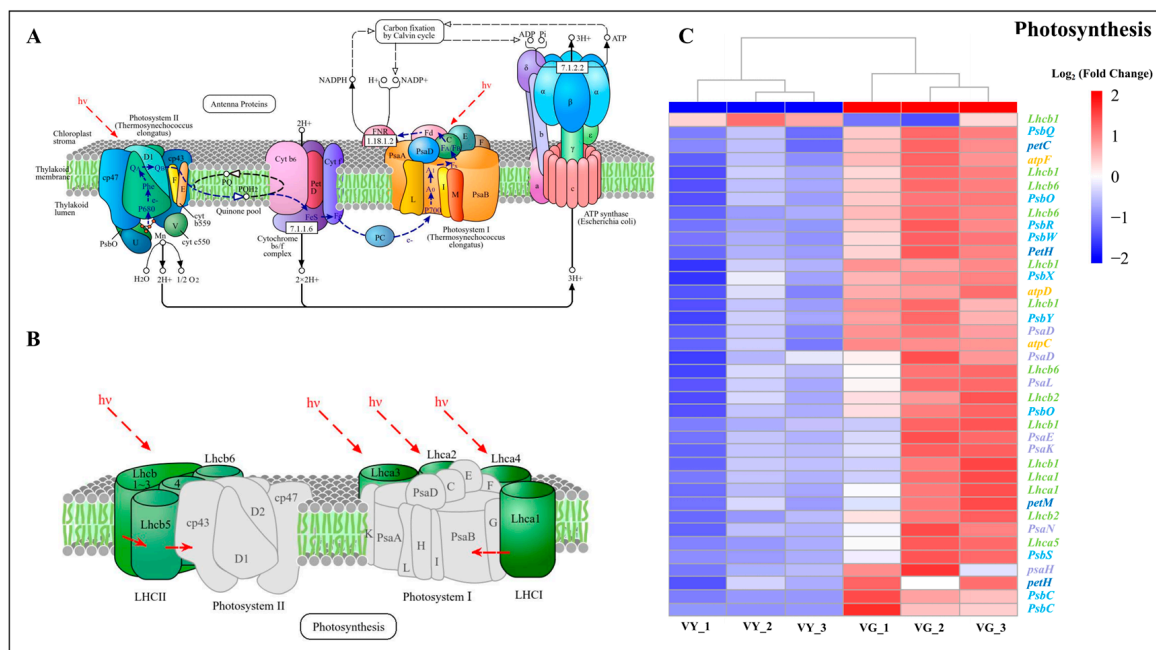 A
Carbon fixation
by Calvin cycle
ADP Pi
3H+
ATP
NADPH
H+
NADP+
7.1.2.2
hν
Antenna Proteins
2H+
hν
Photosystem II
(Thermosynechococcus
elongatus)
FNR
1.18.1.2
Fd
Chloroplast
stroma
Thylakoid
membrane
Thylakoid
lumen
cp47
D1
cp43
QA
QB
Phe
P680
e-
F
E
cyt
b559
V
cyt c550
PsbO
U
Mn
H2O
2H+
1/2 O2
PQ
PQH2
Quinone pool
Cyt b6
Pet
D
Cyt f
FeS
7.1.1.6
Cytochrome
b6/f
complex
2×2H+
PC
e-
PsaA
PsaD
C
E
F
L
A0
P700
I
M
PsaB
Photosystem I
(Thermosynechococcus
elongatus)
δ
α
β
α
b
γ
ε
a
c
ATP synthase
(Escherichia coli)
3H+
B
hν
hν
hν
hν
Lhcb
1~3
4
Lhcb6
Lhcb5
cp43
D2
cp47
D1
LHCII
Photosystem II
Lhca3
Lhca2
Lhca4
PsaD
C
E
F
K
PsaA
H
PsaB
G
L
I
Lhca1
Photosystem I
LHCI
Photosynthesis
C
Photosynthesis
Log2 (Fold Change)
2
1
0
−1
−2
Lhcb1
PsbQ
petC
atpF
Lhcb1
Lhcb6
PsbO
Lhcb6
PsbR
PsbW
PetH
Lhcb1
PsbX
atpD
Lhcb1
PsbY
PsaD
atpC
PsaD
Lhcb6
PsaL
Lhcb2
PsbO
Lhcb1
PsaE
PsaK
Lhcb1
Lhca1
Lhca1
petM
Lhcb2
PsaN
Lhca5
PsbS
psaH
petH
PsbC
PsbC
VY_1 VY_2 VY_3 VG_1 VG_2 VG_3